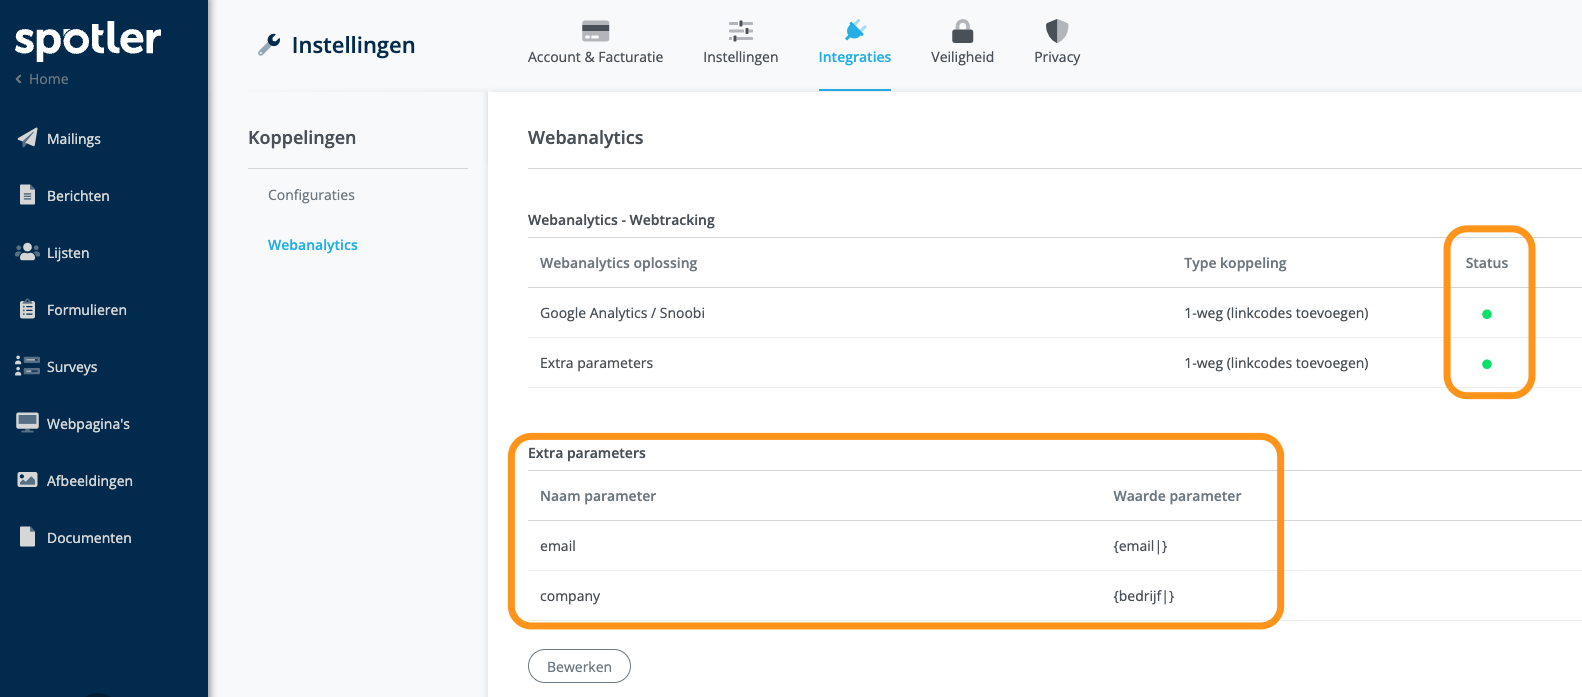 spotler
Home
Mailings
Berichten
Lijsten
Formulieren
Surveys
Webpagina's
Afbeeldingen
Documenten
Instellingen
Account & Facturatie
Instellingen
Integraties
Veiligheid
Privacy
Koppelingen
Configuraties
Webanalytics
Webanalytics
Webanalytics - Webtracking
Webanalytics oplossing Type koppeling Status
Google Analytics / Snoobi 1-weg (linkcodes toevoegen)
Extra parameters 1-weg (linkcodes toevoegen)
Extra parameters
Naam parameter Waarde parameter
email {email|}
company {bedrijf|}
Bewerken